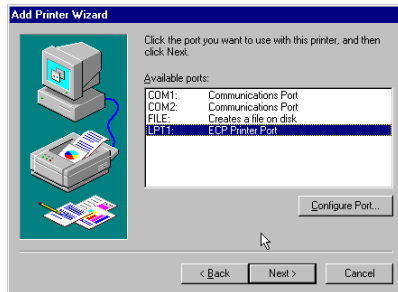 Add Printer Wizard
Click the port you want to use with this printer, and then
click Next.
Available ports:
COM1: Communications Port
COM2: Communications Port
FILE: Creates a file on disk
LPT1: ECP Printer Port
Configure Port...
< Back Next > Cancel